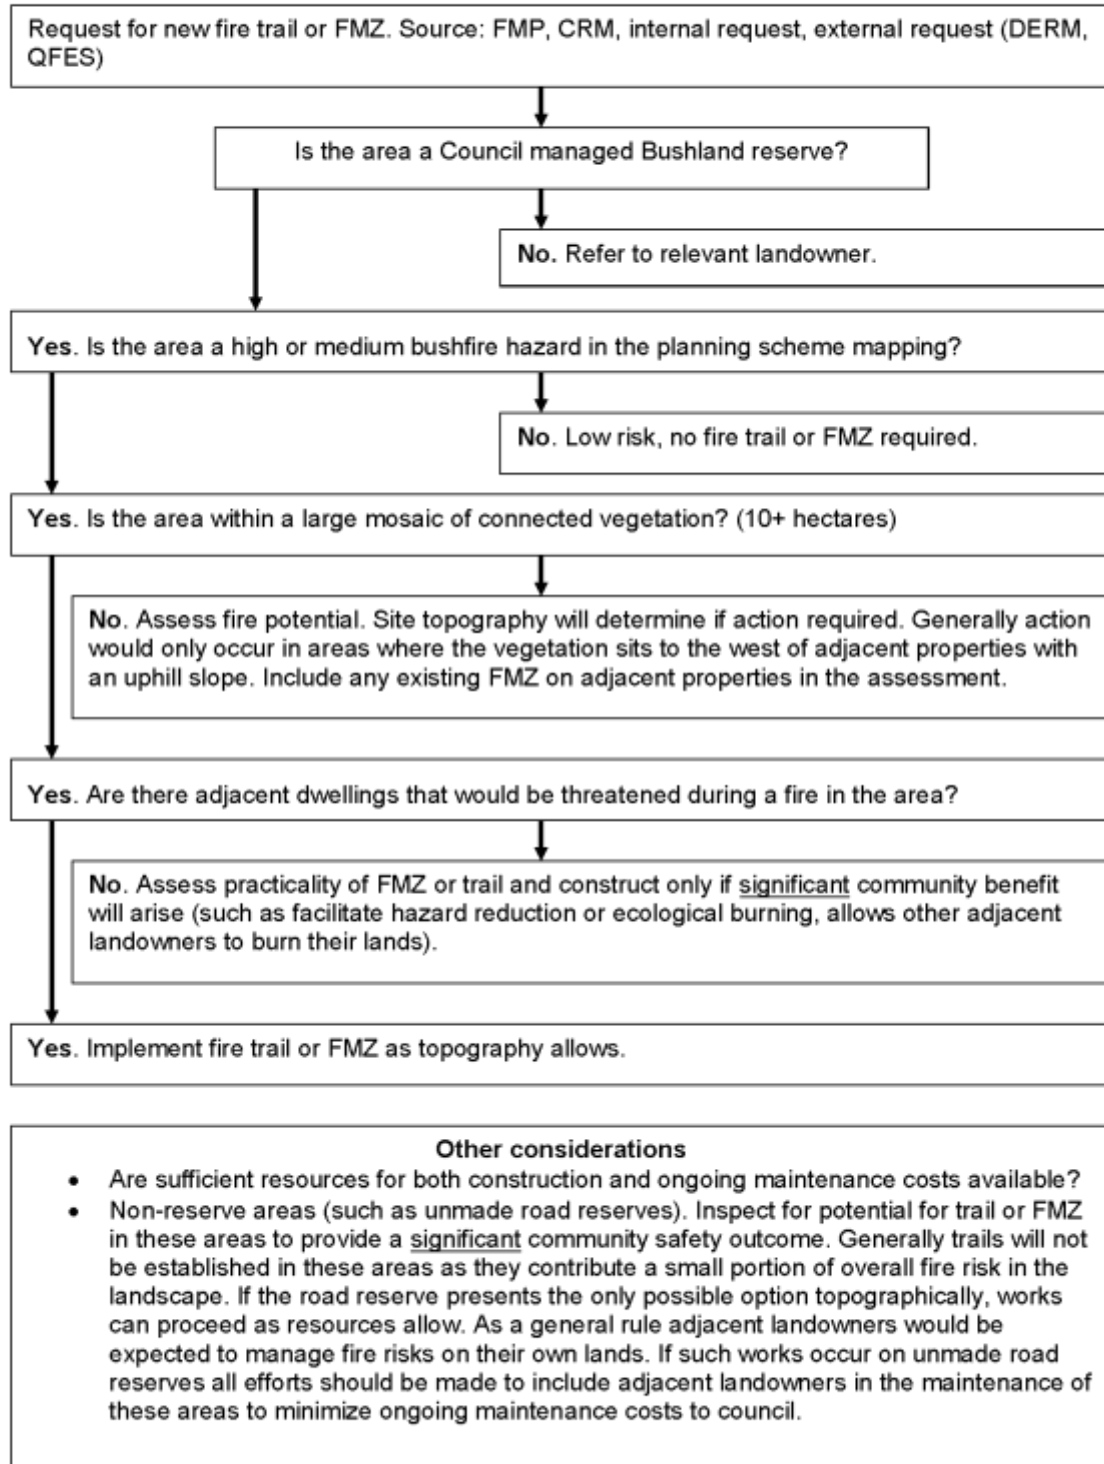 Request for new fire trail or FMZ. Source: FMP, CRM, internal request, external request (DERM,
QFES)
Is the area a Council managed Bushland reserve?
No. Refer to relevant landowner.
Yes. Is the area a high or medium bushfire hazard in the planning scheme mapping?
No. Low risk, no fire trail or FMZ required.
Yes. Is the area within a large mosaic of connected vegetation? (10+ hectares)
No. Assess fire potential. Site topography will determine if action required. Generally action
would only occur in areas where the vegetation sits to the west of adjacent properties with
an uphill slope. Include any existing FMZ on adjacent properties in the assessment.
Yes. Are there adjacent dwellings that would be threatened during a fire in the area?
No. Assess practicality of FMZ or trail and construct only if significant community benefit
will arise (such as facilitate hazard reduction or ecological burning, allows other adjacent
landowners to burn their lands).
Yes. Implement fire trail or FMZ as topography allows.
Other considerations
• Are sufficient resources for both construction and ongoing maintenance costs available?
• Non-reserve areas (such as unmade road reserves). Inspect for potential for trail or FMZ
in these areas to provide a significant community safety outcome. Generally trails will not
be established in these areas as they contribute a small portion of overall fire risk in the
landscape. If the road reserve presents the only possible option topographically, works
can proceed as resources allow. As a general rule adjacent landowners would be
expected to manage fire risks on their own lands. If such works occur on unmade road
reserves all efforts should be made to include adjacent landowners in the maintenance of
these areas to minimize ongoing maintenance costs to council.